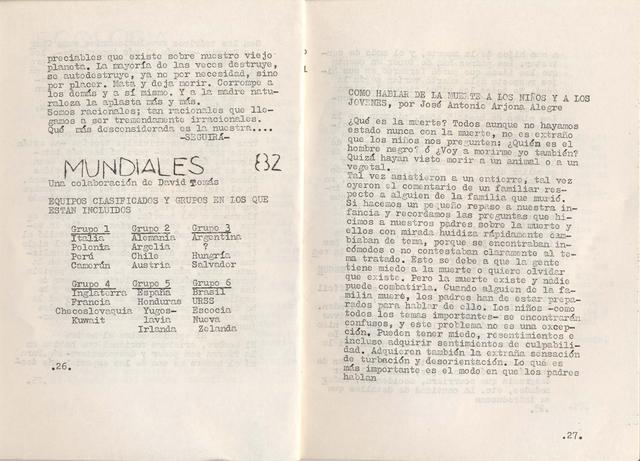 preciables que existe sobre nuestro viejo
planeta. La mayoría de las veces destruye,
se autodestruye, ya no por necesidad, sino
por placer. Mata y deja morir. Corrompe a
los demás y a sí mismo. Y a la madre natu-
raleza la aplasta más y más.
Somos racionales; tan racionales que lle-
gamos a ser tremendamente irracionales.
Qué más desconsiderada es la nuestra....
-SEGUIRÁ-
MUNDIALES 82
Una colaboración de David Tomás
EQUIPOS CLASIFICADOS Y GRUPOS EN LOS QUE
ESTAN INCLUIDOS
Grupo 1 Grupo 2 Grupo 3
Italia Alemania Argentina
Polonia Argelia ?
Perú Chile Hungría
Camerún Austria Salvador
Grupo 4 Grupo 5 Grupo 6
Inglaterra España Brasil
Francia Honduras URSS
Checoslovaquia Yugos- Escocia
Kuwait lavia Nueva
Irlanda Zelanda
.26.
COMO HABLAR DE LA MUERTE A LOS NIÑOS Y A LOS
JOVENES, por José Antonio Arjona Alegre
¿Qué es la muerte? Todos aunque no hayamos
estado nunca con la muerte, no es extraño
que los niños nos pregunten: ¿Quién es el
hombre negro? ó ¿Voy a morirme yo también?
Quizá hayan visto morir a un animal o a un
vegetal.
Tal vez asistieron a un entierro, tal vez
oyeron el comentario de un familiar res-
pecto a alguien de la familia que murió.
Si hacemos un pequeño repaso a nuestra in-
fancia y recordamos las preguntas que hi-
cimos a nuestros padres sobre la muerte y
ellos con mirada huidiza rápidamente cam-
biaban de tema, porque se encontraban in-
cómodos o no contestaban claramente al te-
ma tratado. Esto se debe a que la gente
tiene miedo a la muerte o quiere olvidar
que existe. Pero la muerte existe y nadie
puede combatirla. Cuando alguien de la fa-
milia muere, los padres han de estar prepa-
rados para hablar de ello. Los niños -como
todos los temas importantes- se encontrarán
confusos, y este problema no es una excep-
ción. Pueden tener miedo, resentimientos e
incluso adquirir sentimientos de culpabili-
dad. Adquieren también la extraña sensación
de turbación y desorientación. Lo qué es
más importante es el modo en que los padres
hablan
.27.